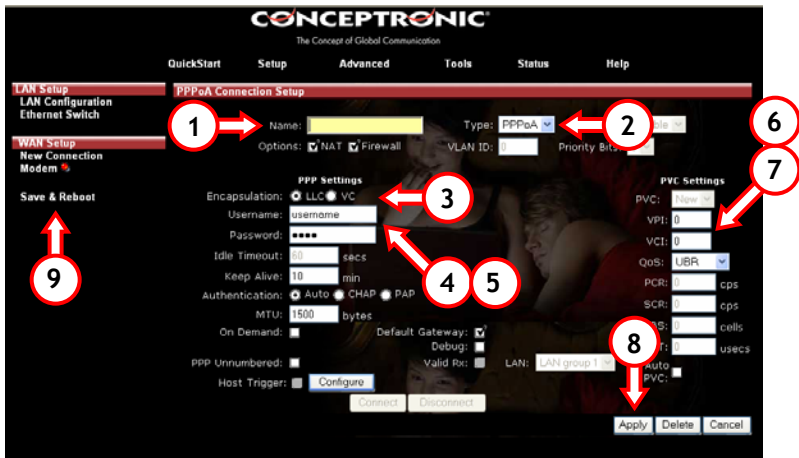 CONCEPTRONIC
The Concept of Global Communication
QuickStart Setup Advanced Tools Status Help
LAN Setup
LAN Configuration
Ethernet Switch
WAN Setup
New Connection
Modem
Save & Reboot
PPPoA Connection Setup
Name: Type: PPPoA
Options: NAT Firewall VLAN ID: 0 Priority Bits:
PPP Settings
Encapsulation: LLC VC
Username: username
Password: ••••
Idle Timeout: 60 secs
Keep Alive: 10 min
Authentication: Auto CHAP PAP
MTU: 1500 bytes
On Demand: Default Gateway:
Debug:
PPP Unnumbered: Valid Rx: LAN: LAN group 1
Host Trigger: Configure
Connect Disconnect
PVC Settings
PVC: New
VPI: 0
VCI: 0
QoS: UBR
PCR: 0 cps
SCR: 0 cps
0 cells
0 usecs
Auto
PVC:
Apply Delete Cancel
1
2
3
4
5
6
7
8
9